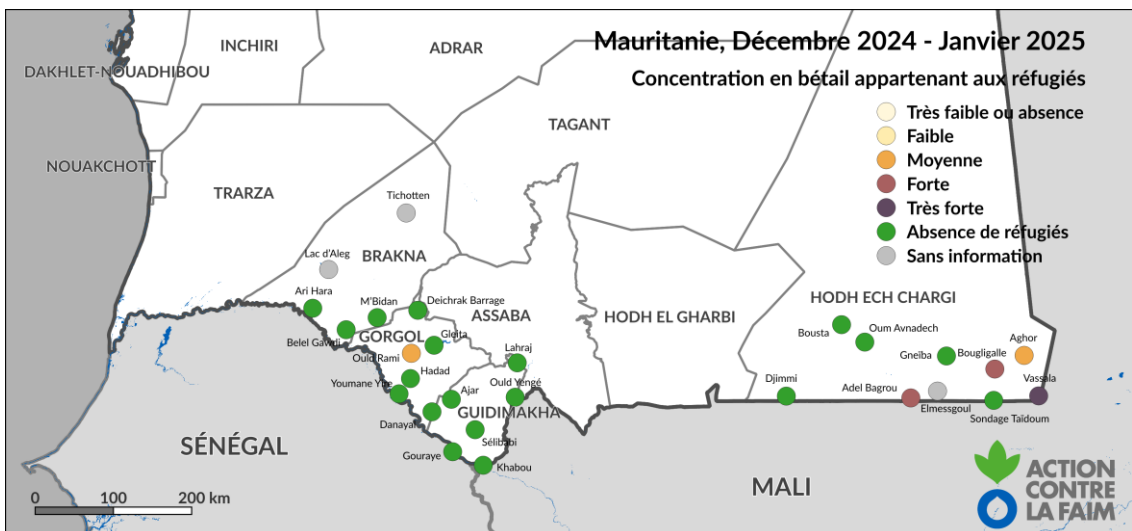 Mauritanie, Décembre 2024 - Janvier 2025
Concentration en bétail appartenant aux réfugiés
Très faible ou absence
Faible
Moyenne
Forte
Très forte
Absence de réfugiés
Sans information
INCHIRI
ADRAR
DAKHLET-NOUADHIBOU
TAGANT
NOUAKCHOTT
TRARZA
Tichotten
Lac d'Aleg
BRAKNA
Ari Hara
M'Bidan
Deichrak Barrage
HODH ECH CHARGI
ASSABA
HODH EL GHARBI
Belel Gawdi
GORGOL
Gleita
Bousta
Oum Avnadech
Ould Rami
Lahraj
Gneiba
Bougligalle
Aghor
Hadad
Youmane Yire
Ajar
Ould Yengé
Djimmi
Adel Bagrou
Vassala
Elmessgoul
GUIDIMAKHA
Danayal
Sondage Taïdoum
Sélibabi
SÉNÉGAL
Gouraye
Khabou
MALI
0 100 200 km
ACTION
CONTRE
LA FAIM